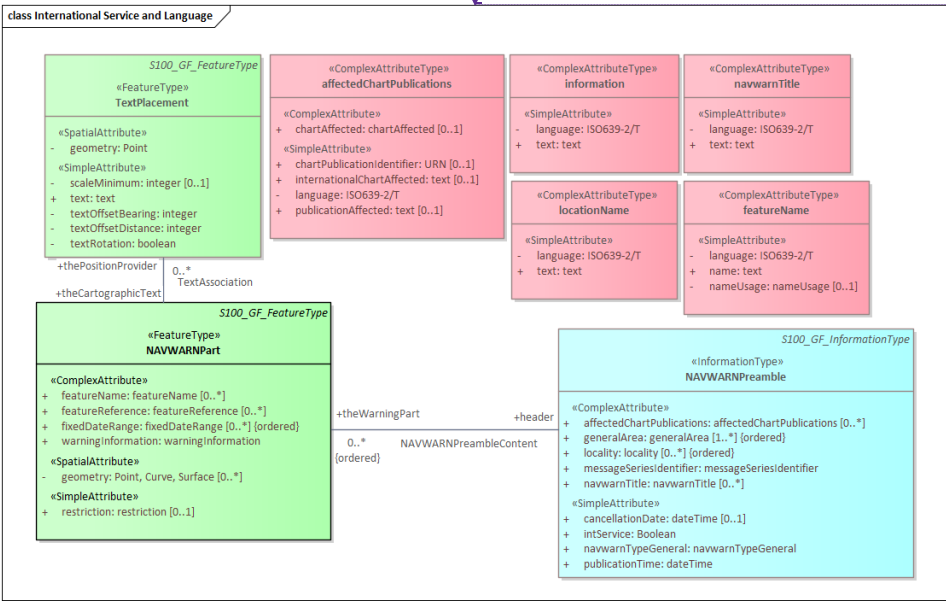 class International Service and Language
S100_GF_FeatureType
«FeatureType»
TextPlacement
«SpatialAttribute»
- geometry: Point
«SimpleAttribute»
- scaleMinimum: integer [0..1]
+ text: text
- textOffsetBearing: integer
- textOffsetDistance: integer
- textRotation: boolean
«ComplexAttributeType»
affectedChartPublications
«ComplexAttribute»
+ chartAffected: chartAffected [0..1]
«SimpleAttribute»
+ chartPublicationIdentifier: URN [0..1]
+ internationalChartAffected: text [0..1]
- language: ISO639-2/T
+ publicationAffected: text [0..1]
«ComplexAttributeType»
information
«SimpleAttribute»
- language: ISO639-2/T
+ text: text
«ComplexAttributeType»
navwarnTitle
«SimpleAttribute»
- language: ISO639-2/T
+ text: text
«ComplexAttributeType»
locationName
«SimpleAttribute»
- language: ISO639-2/T
+ text: text
«ComplexAttributeType»
featureName
«SimpleAttribute»
- language: ISO639-2/T
+ name: text
- nameUsage: nameUsage [0..1]
+thePositionProvider
0..*
TextAssociation
+theCartographicText
S100_GF_FeatureType
«FeatureType»
NAVWARNPart
«ComplexAttribute»
+ featureName: featureName [0..*]
+ featureReference: featureReference [0..*]
+ fixedDateRange: fixedDateRange [0..*] {ordered}
+ warningInformation: warningInformation
«SpatialAttribute»
- geometry: Point, Curve, Surface [0..*]
«SimpleAttribute»
+ restriction: restriction [0..1]
+theWarningPart
+header
0..*
{ordered}
NAVWARNPreambleContent
S100_GF_InformationType
«InformationType»
NAVWARNPreamble
«ComplexAttribute»
+ affectedChartPublications: affectedChartPublications [0..*]
+ generalArea: generalArea [1..*] {ordered}
+ locality: locality [0..*] {ordered}
+ messageSeriesIdentifier: messageSeriesIdentifier
+ navwarnTitle: navwarnTitle [0..*]
«SimpleAttribute»
+ cancellationDate: dateTime [0..1]
+ intService: Boolean
+ navwarnTypeGeneral: navwarnTypeGeneral
+ publicationTime: dateTime